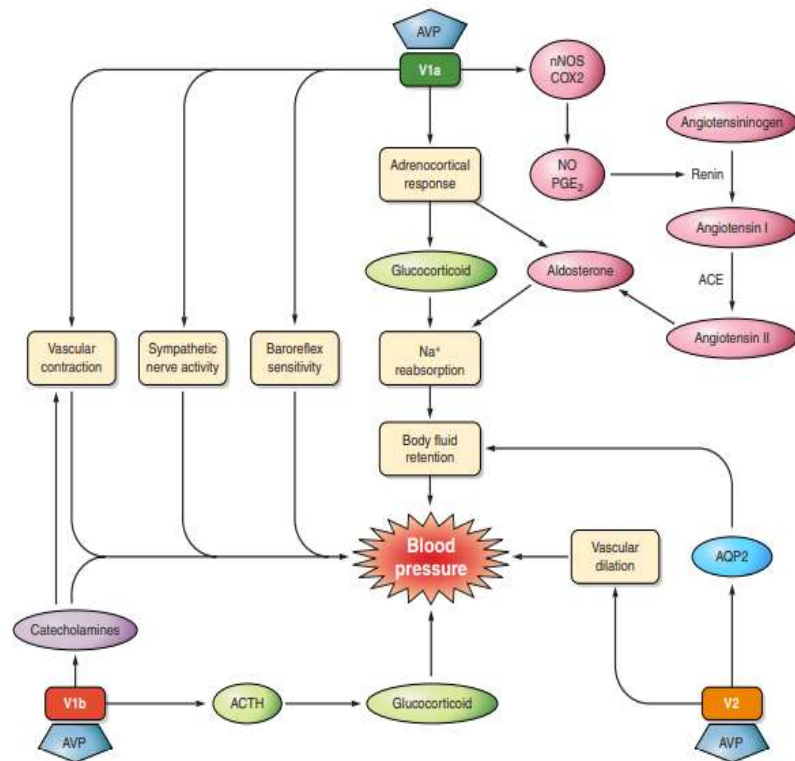 AVP
V1a
nNOS
COX2
Angiotensininogen
Adrenocortical
response
NO
PGE₂
Renin
Angiotensin I
Glucocorticoid
Aldosterone
ACE
Angiotensin II
Vascular
contraction
Sympathetic
nerve activity
Baroreflex
sensitivity
Na⁺
reabsorption
Body fluid
retention
Blood
pressure
Vascular
dilation
AQP2
Catecholamines
V1b
AVP
ACTH
Glucocorticoid
V2
AVP